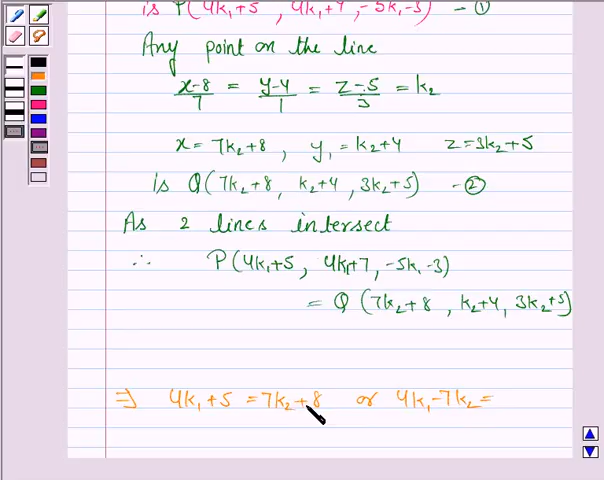 is P(4k₁+5 , 4k₁+7 , -5k₁-3) - ①
Any point on the line
x-8/7 = y-4/1 = z-5/3 = k₂
x = 7k₂+8 , y = k₂+4 z = 3k₂+5
is Q(7k₂+8, k₂+4 , 3k₂+5) - ②
As 2 lines intersect
∴ P(4k₁+5, 4k₁+7, -5k₁-3)
= Q (7k₂+8 , k₂+4, 3k₂+5)
⇒ 4k₁+5 = 7k₂+8 or 4k₁-7k₂ =